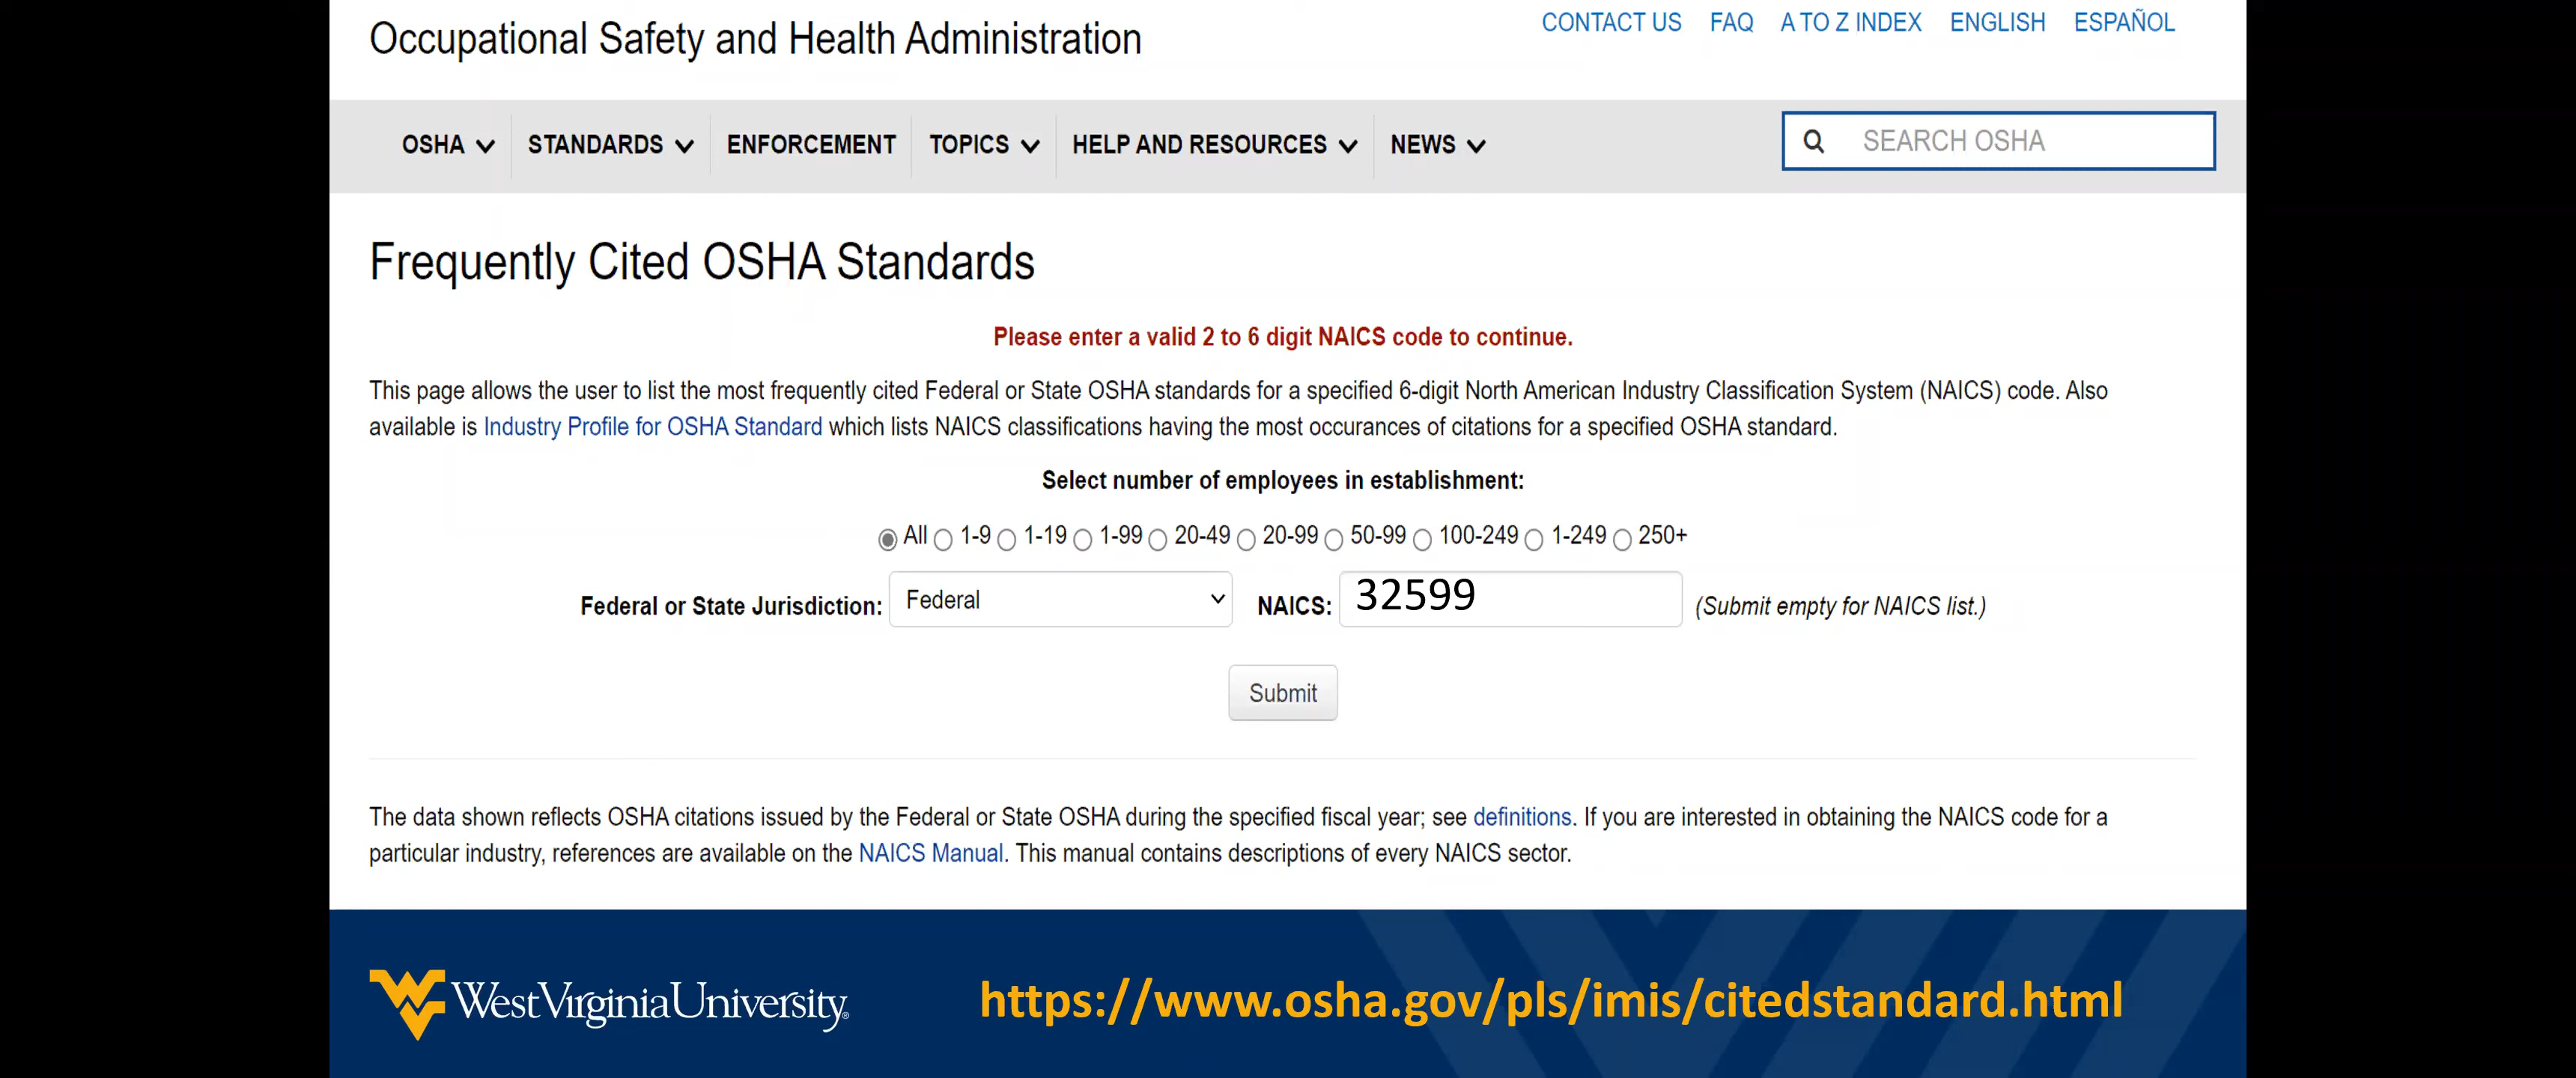 Occupational Safety and Health Administration
CONTACT US FAQ A TO Z INDEX ENGLISH ESPAÑOL
OSHA STANDARDS ENFORCEMENT TOPICS HELP AND RESOURCES NEWS
SEARCH OSHA
Frequently Cited OSHA Standards
Please enter a valid 2 to 6 digit NAICS code to continue.
This page allows the user to list the most frequently cited Federal or State OSHA standards for a specified 6-digit North American Industry Classification System (NAICS) code. Also
available is Industry Profile for OSHA Standard which lists NAICS classifications having the most occurances of citations for a specified OSHA standard.
Select number of employees in establishment:
All 1-9 1-19 1-99 20-49 20-99 50-99 100-249 1-249 250+
Federal or State Jurisdiction: Federal NAICS: 32599 (Submit empty for NAICS list.)
Submit
The data shown reflects OSHA citations issued by the Federal or State OSHA during the specified fiscal year; see definitions. If you are interested in obtaining the NAICS code for a
particular industry, references are available on the NAICS Manual. This manual contains descriptions of every NAICS sector.
WestVirginiaUniversity®
https://www.osha.gov/pls/imis/citedstandard.html